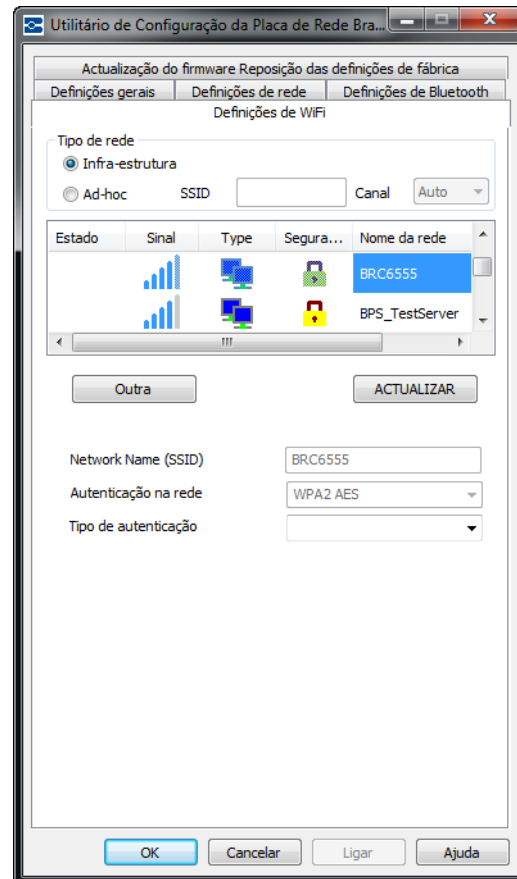 Utilitário de Configuração da Placa de Rede Bra...
Actualização do firmware Reposição das definições de fábrica
Definições gerais Definições de rede Definições de Bluetooth
Definições de WiFi
Tipo de rede
Infra-estrutura
Ad-hoc SSID Canal Auto
Estado Sinal Type Segura... Nome da rede
BRC6555
BPS_TestServer
Outra ACTUALIZAR
Network Name (SSID) BRC6555
Autenticação na rede WPA2 AES
Tipo de autenticação
OK Cancelar Ligar Ajuda